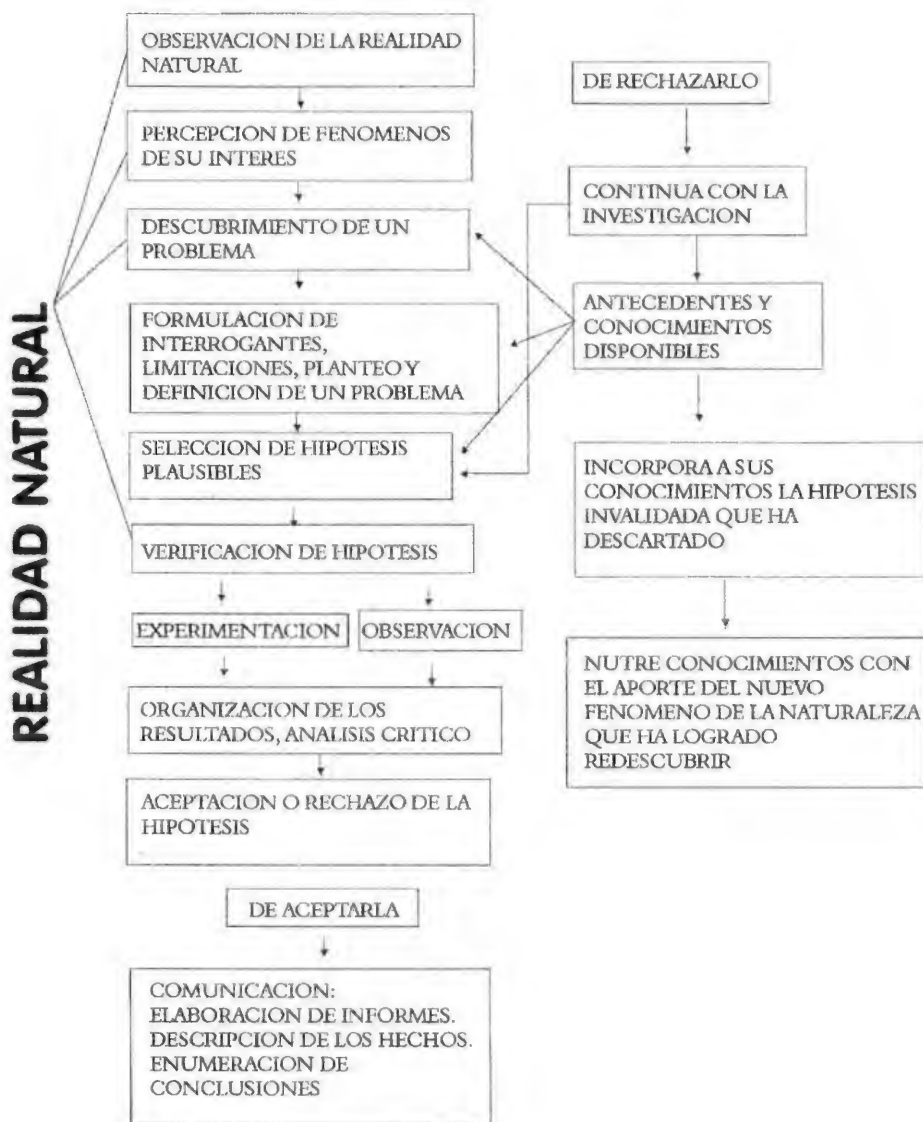 REALIDAD NATURAL
OBSERVACION DE LA REALIDAD
NATURAL
PERCEPCION DE FENOMENOS
DE SU INTERES
DESCUBRIMIENTO DE UN
PROBLEMA
FORMULACION DE
INTERROGANTES,
LIMITACIONES, PLANTEO Y
DEFINICION DE UN PROBLEMA
SELECCION DE HIPOTESIS
PLAUSIBLES
VERIFICACION DE HIPOTESIS
EXPERIMENTACION
OBSERVACION
ORGANIZACION DE LOS
RESULTADOS, ANALISIS CRITICO
ACEPTACION O RECHAZO DE LA
HIPOTESIS
DE ACEPTARLA
COMUNICACION:
ELABORACION DE INFORMES.
DESCRIPCION DE LOS HECHOS.
ENUMERACION DE
CONCLUSIONES
DE RECHAZARLO
CONTINUA CON LA
INVESTIGACION
ANTECEDENTES Y
CONOCIMIENTOS
DISPONIBLES
INCORPORA A SUS
CONOCIMIENTOS LA HIPOTESIS
INVALIDADA QUE HA
DESCARTADO
NUTRE CONOCIMIENTOS CON
EL APORTE DEL NUEVO
FENOMENO DE LA NATURALEZA
QUE HA LOGRADO
REDESCUBRIR